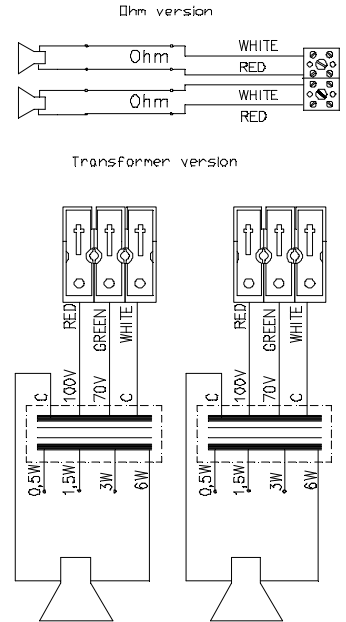 Ohm version
WHITE
Ohm
RED
Ohm
WHITE
RED
Transformer version
RED
GREEN
WHITE
C
100V
70V
C
0,5W
1,5W
3W
6W
RED
GREEN
WHITE
C
100V
70V
C
0,5W
1,5W
3W
6W